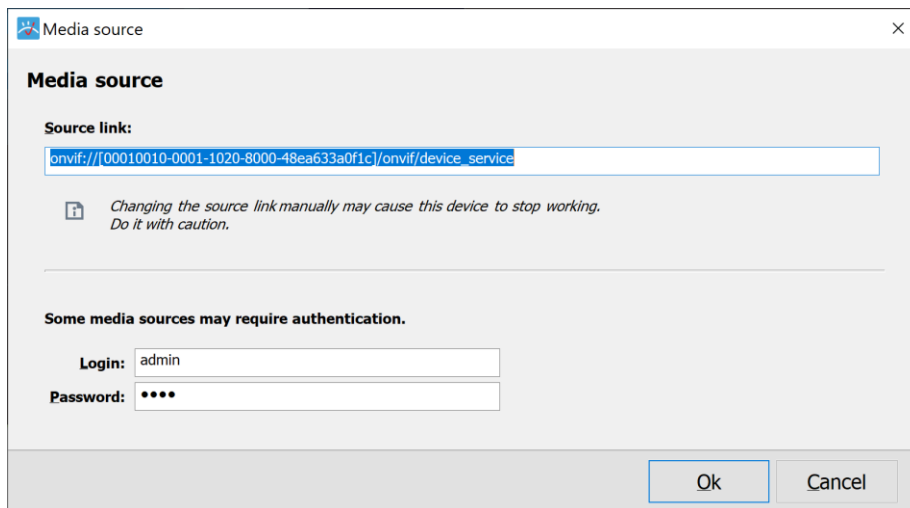 Media source
Media source
Source link:
onvif://[00010010-0001-1020-8000-48ea633a0f1c]/onvif/device_service
Changing the source link manually may cause this device to stop working.
Do it with caution.
Some media sources may require authentication.
Login: admin
Password: ••••
Ok Cancel